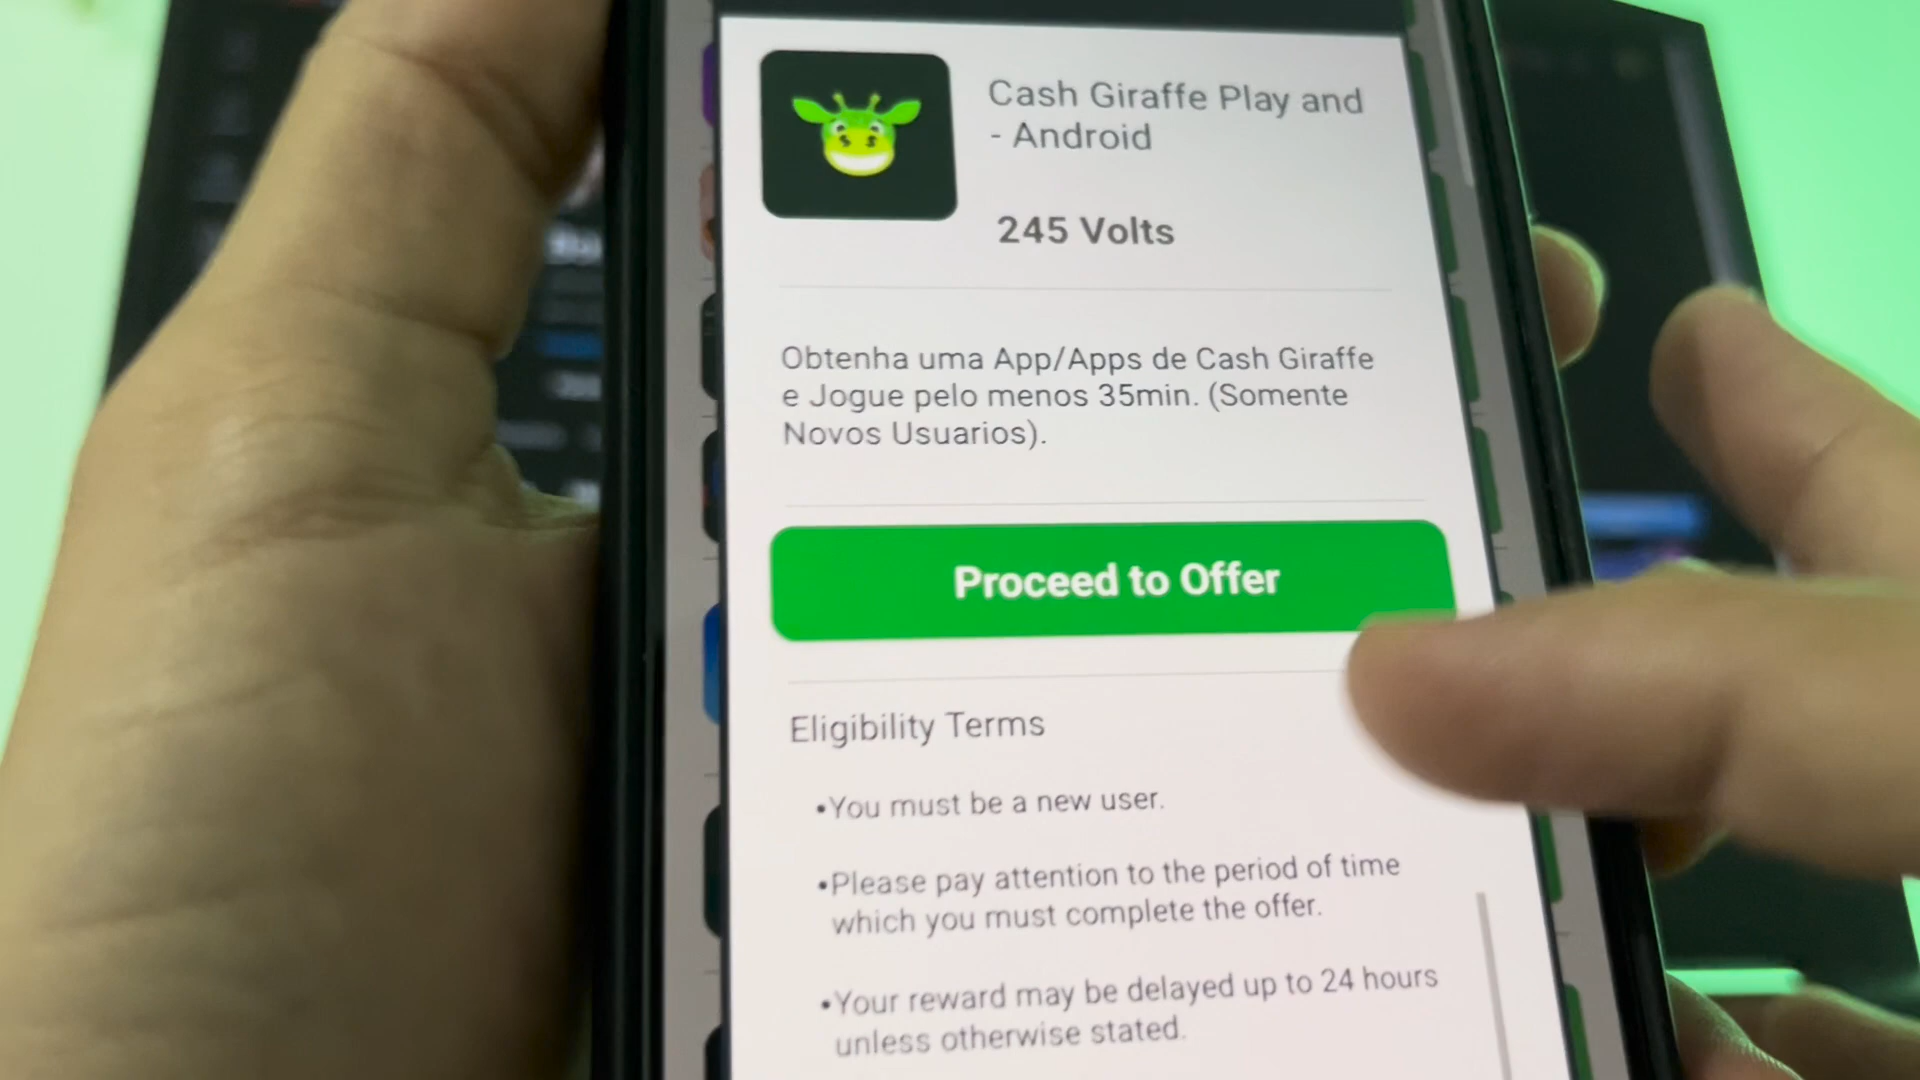 Cash Giraffe Play and
- Android
245 Volts
Obtenha uma App/Apps de Cash Giraffe
e Jogue pelo menos 35min. (Somente
Novos Usuarios).
Proceed to Offer
Eligibility Terms
•You must be a new user.
•Please pay attention to the period of time
which you must complete the offer.
•Your reward may be delayed up to 24 hours
unless otherwise stated.